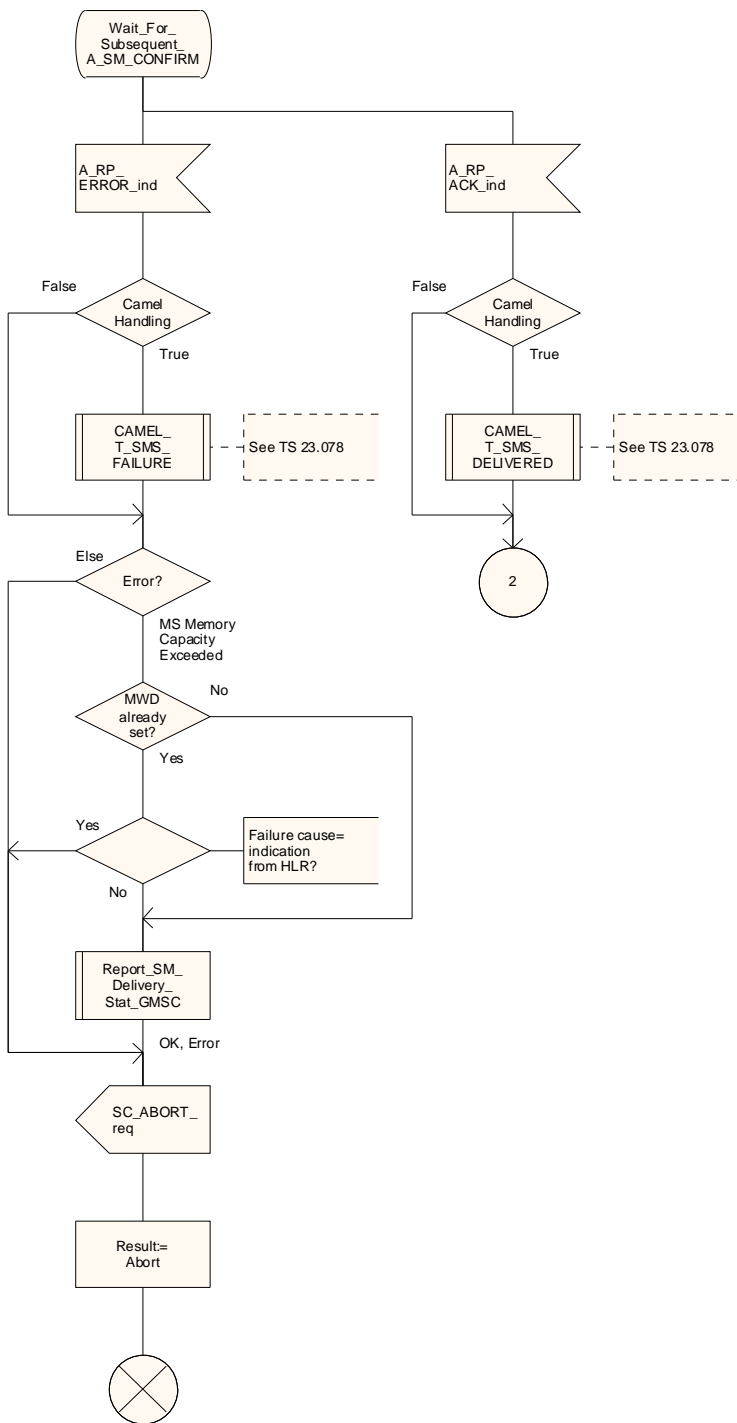 Wait_For_
Subsequent_
A_SM_CONFIRM
A_RP_
ERROR_ind
A_RP_
ACK_ind
False
Camel
Handling
True
False
Camel
Handling
True
CAMEL_
T_SMS_
FAILURE
See TS 23.078
CAMEL_
T_SMS_
DELIVERED
See TS 23.078
Else
Error?
2
MS Memory
Capacity
Exceeded
MWD
already
set?
No
Yes
Yes
Failure cause=
indication
from HLR?
No
Report_SM_
Delivery_
Stat_GMSC
OK, Error
SC_ABORT_
req
Result:=
Abort